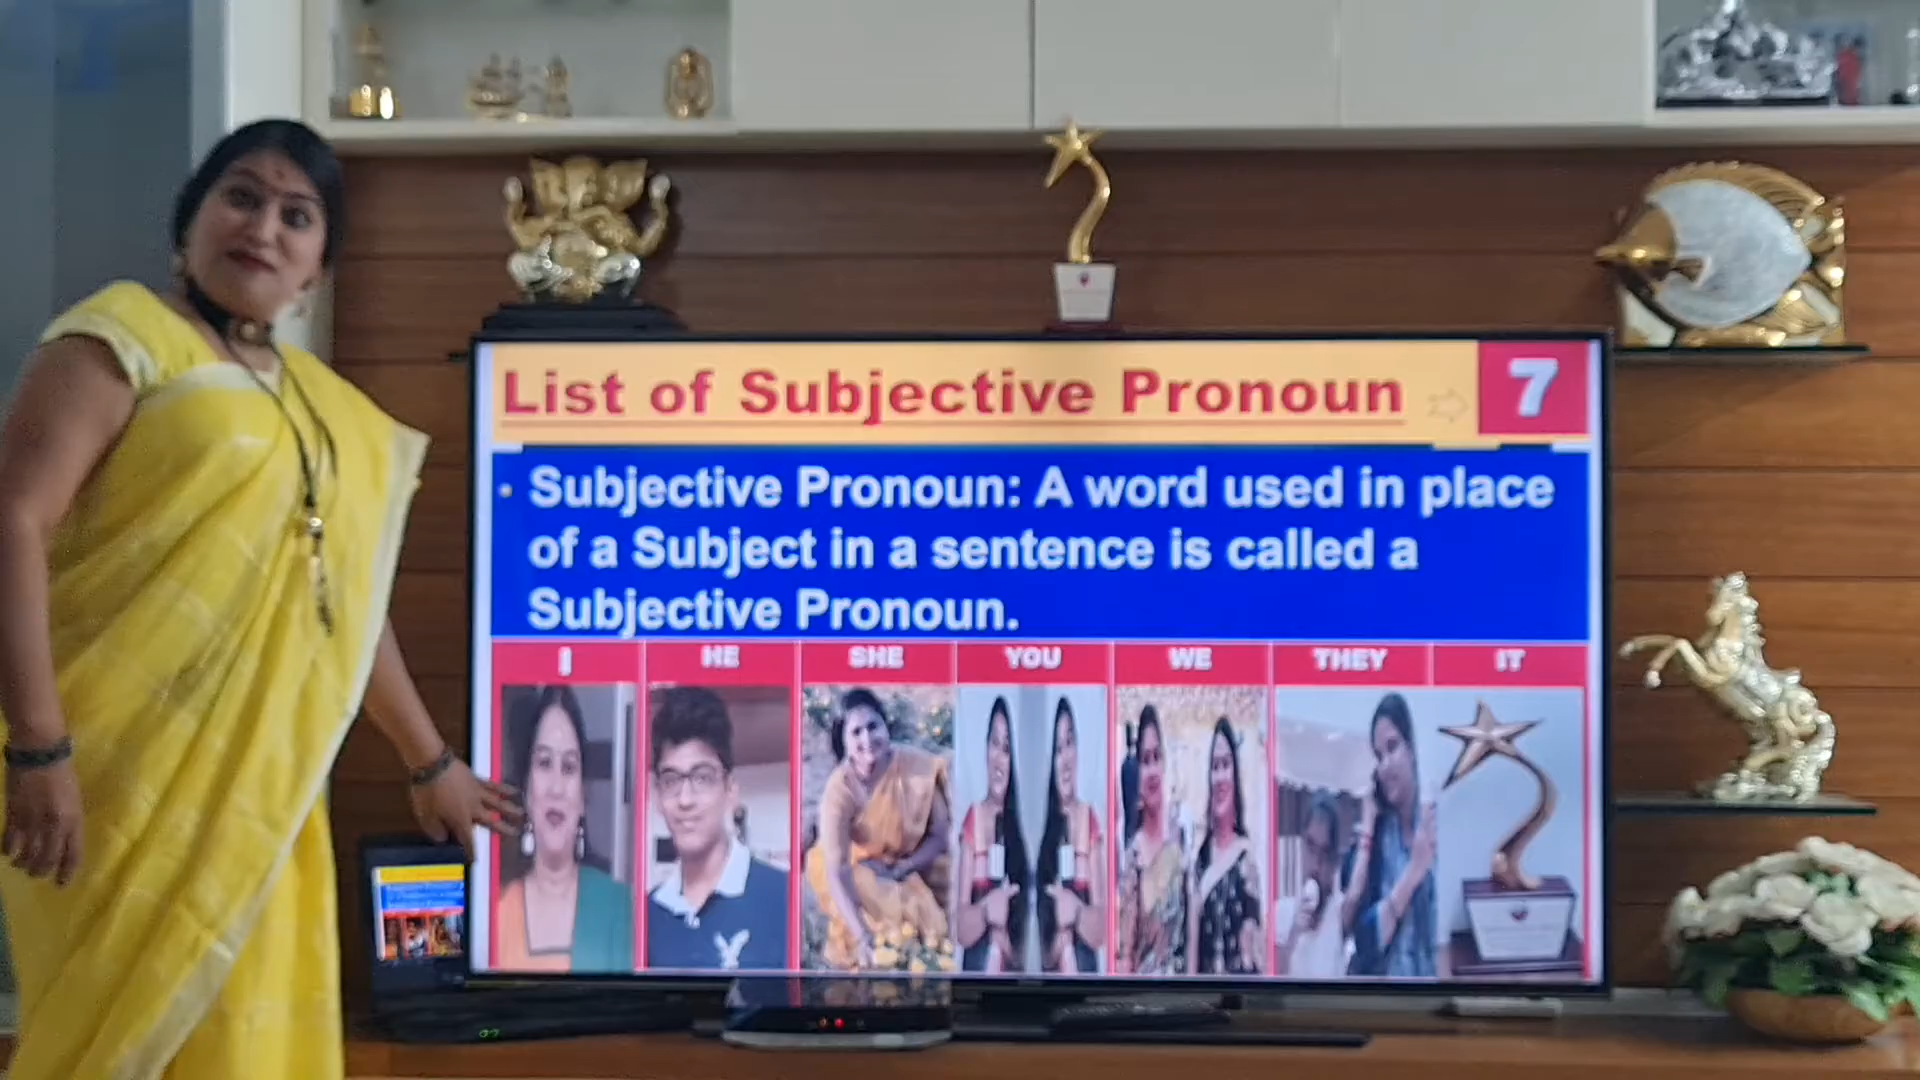 List of Subjective Pronoun
7
Subjective Pronoun: A word used in place
of a Subject in a sentence is called a
Subjective Pronoun.
I HE SHE YOU WE THEY IT